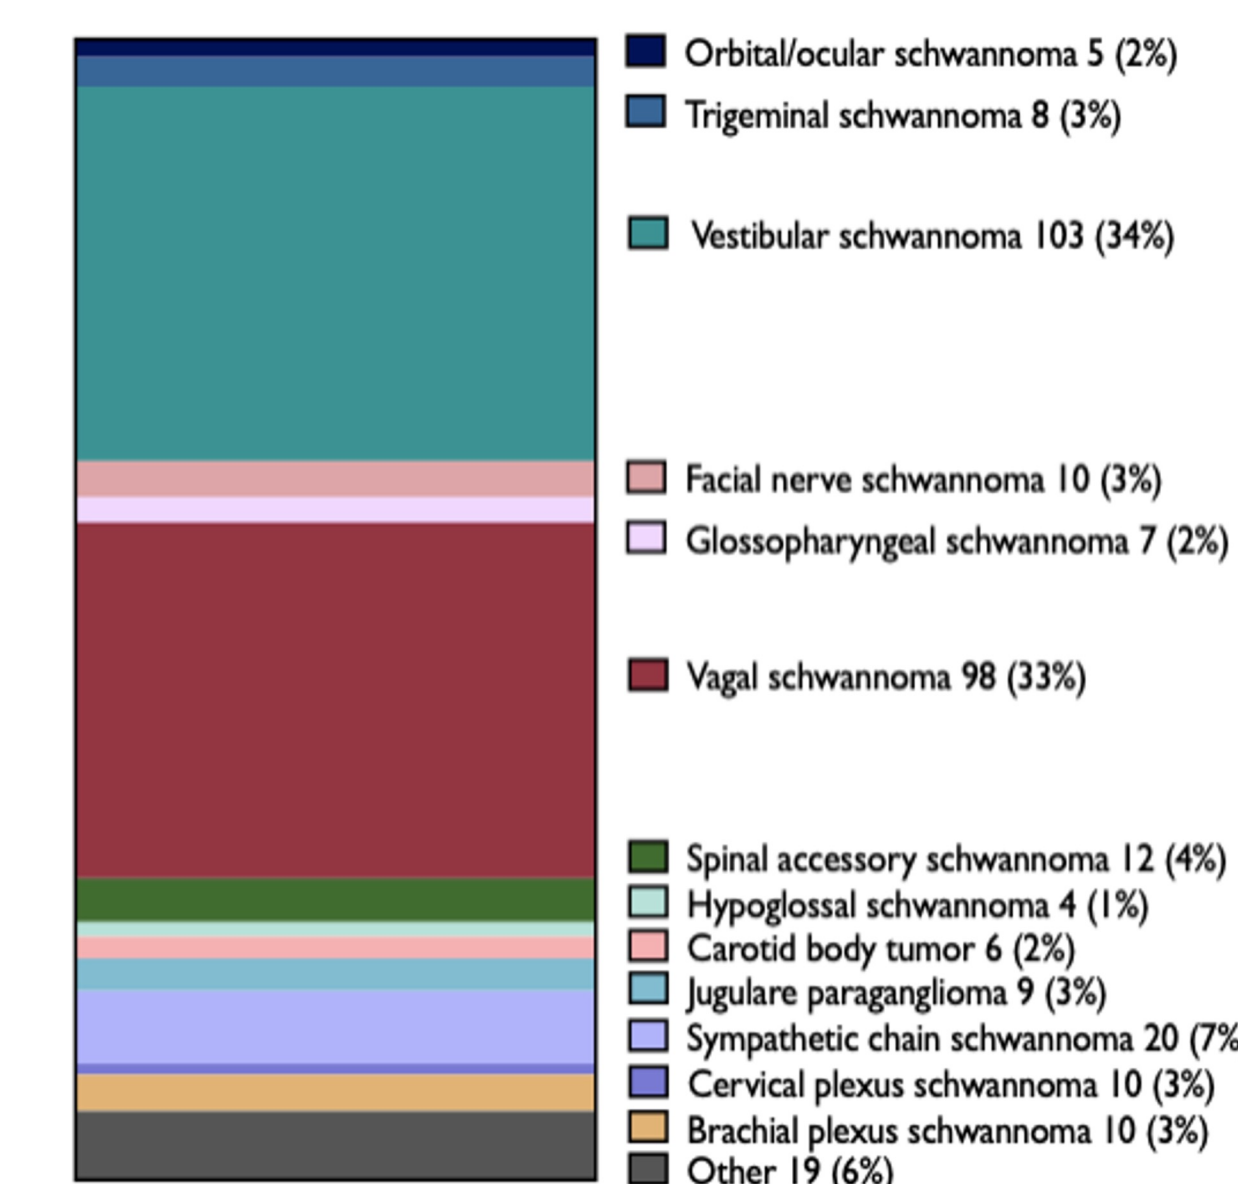 Orbital/ocular schwannoma 5 (2%)
Trigeminal schwannoma 8 (3%)
Vestibular schwannoma 103 (34%)
Facial nerve schwannoma 10 (3%)
Glossopharyngeal schwannoma 7 (2%)
Vagal schwannoma 98 (33%)
Spinal accessory schwannoma 12 (4%)
Hypoglossal schwannoma 4 (1%)
Carotid body tumor 6 (2%)
Jugulare paraganglioma 9 (3%)
Sympathetic chain schwannoma 20 (7%
Cervical plexus schwannoma 10 (3%)
Brachial plexus schwannoma 10 (3%)
Other 19 (6%)